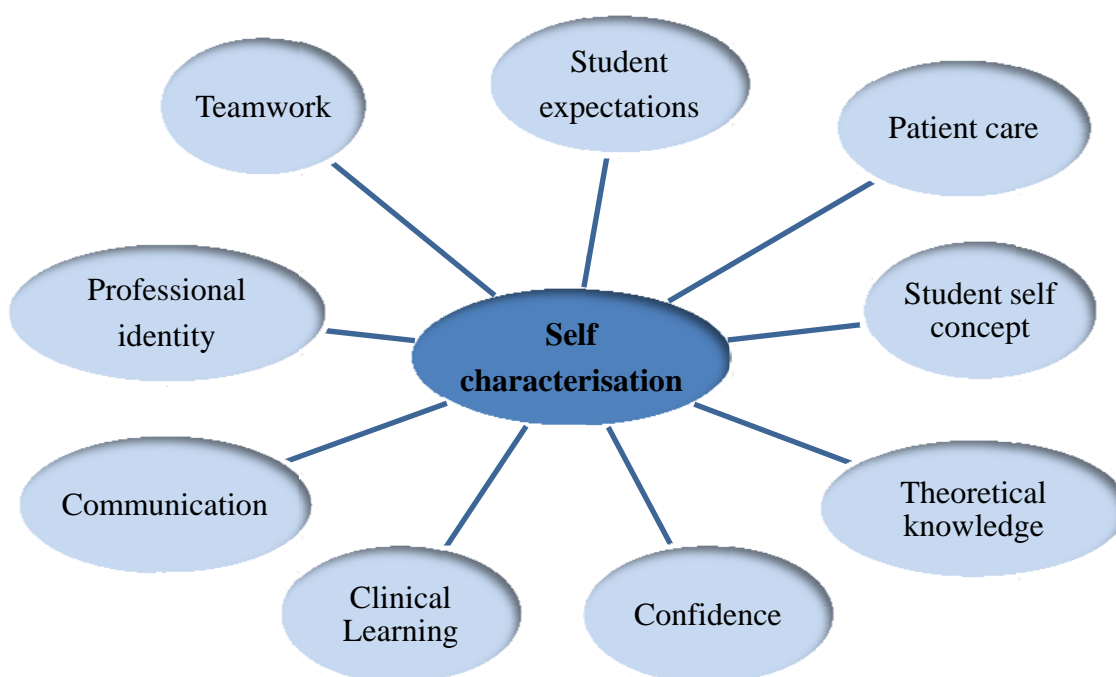 Student
expectations
Teamwork
Patient care
Professional
identity
Student self
concept
Self
characterisation
Communication
Theoretical
knowledge
Clinical
Learning
Confidence